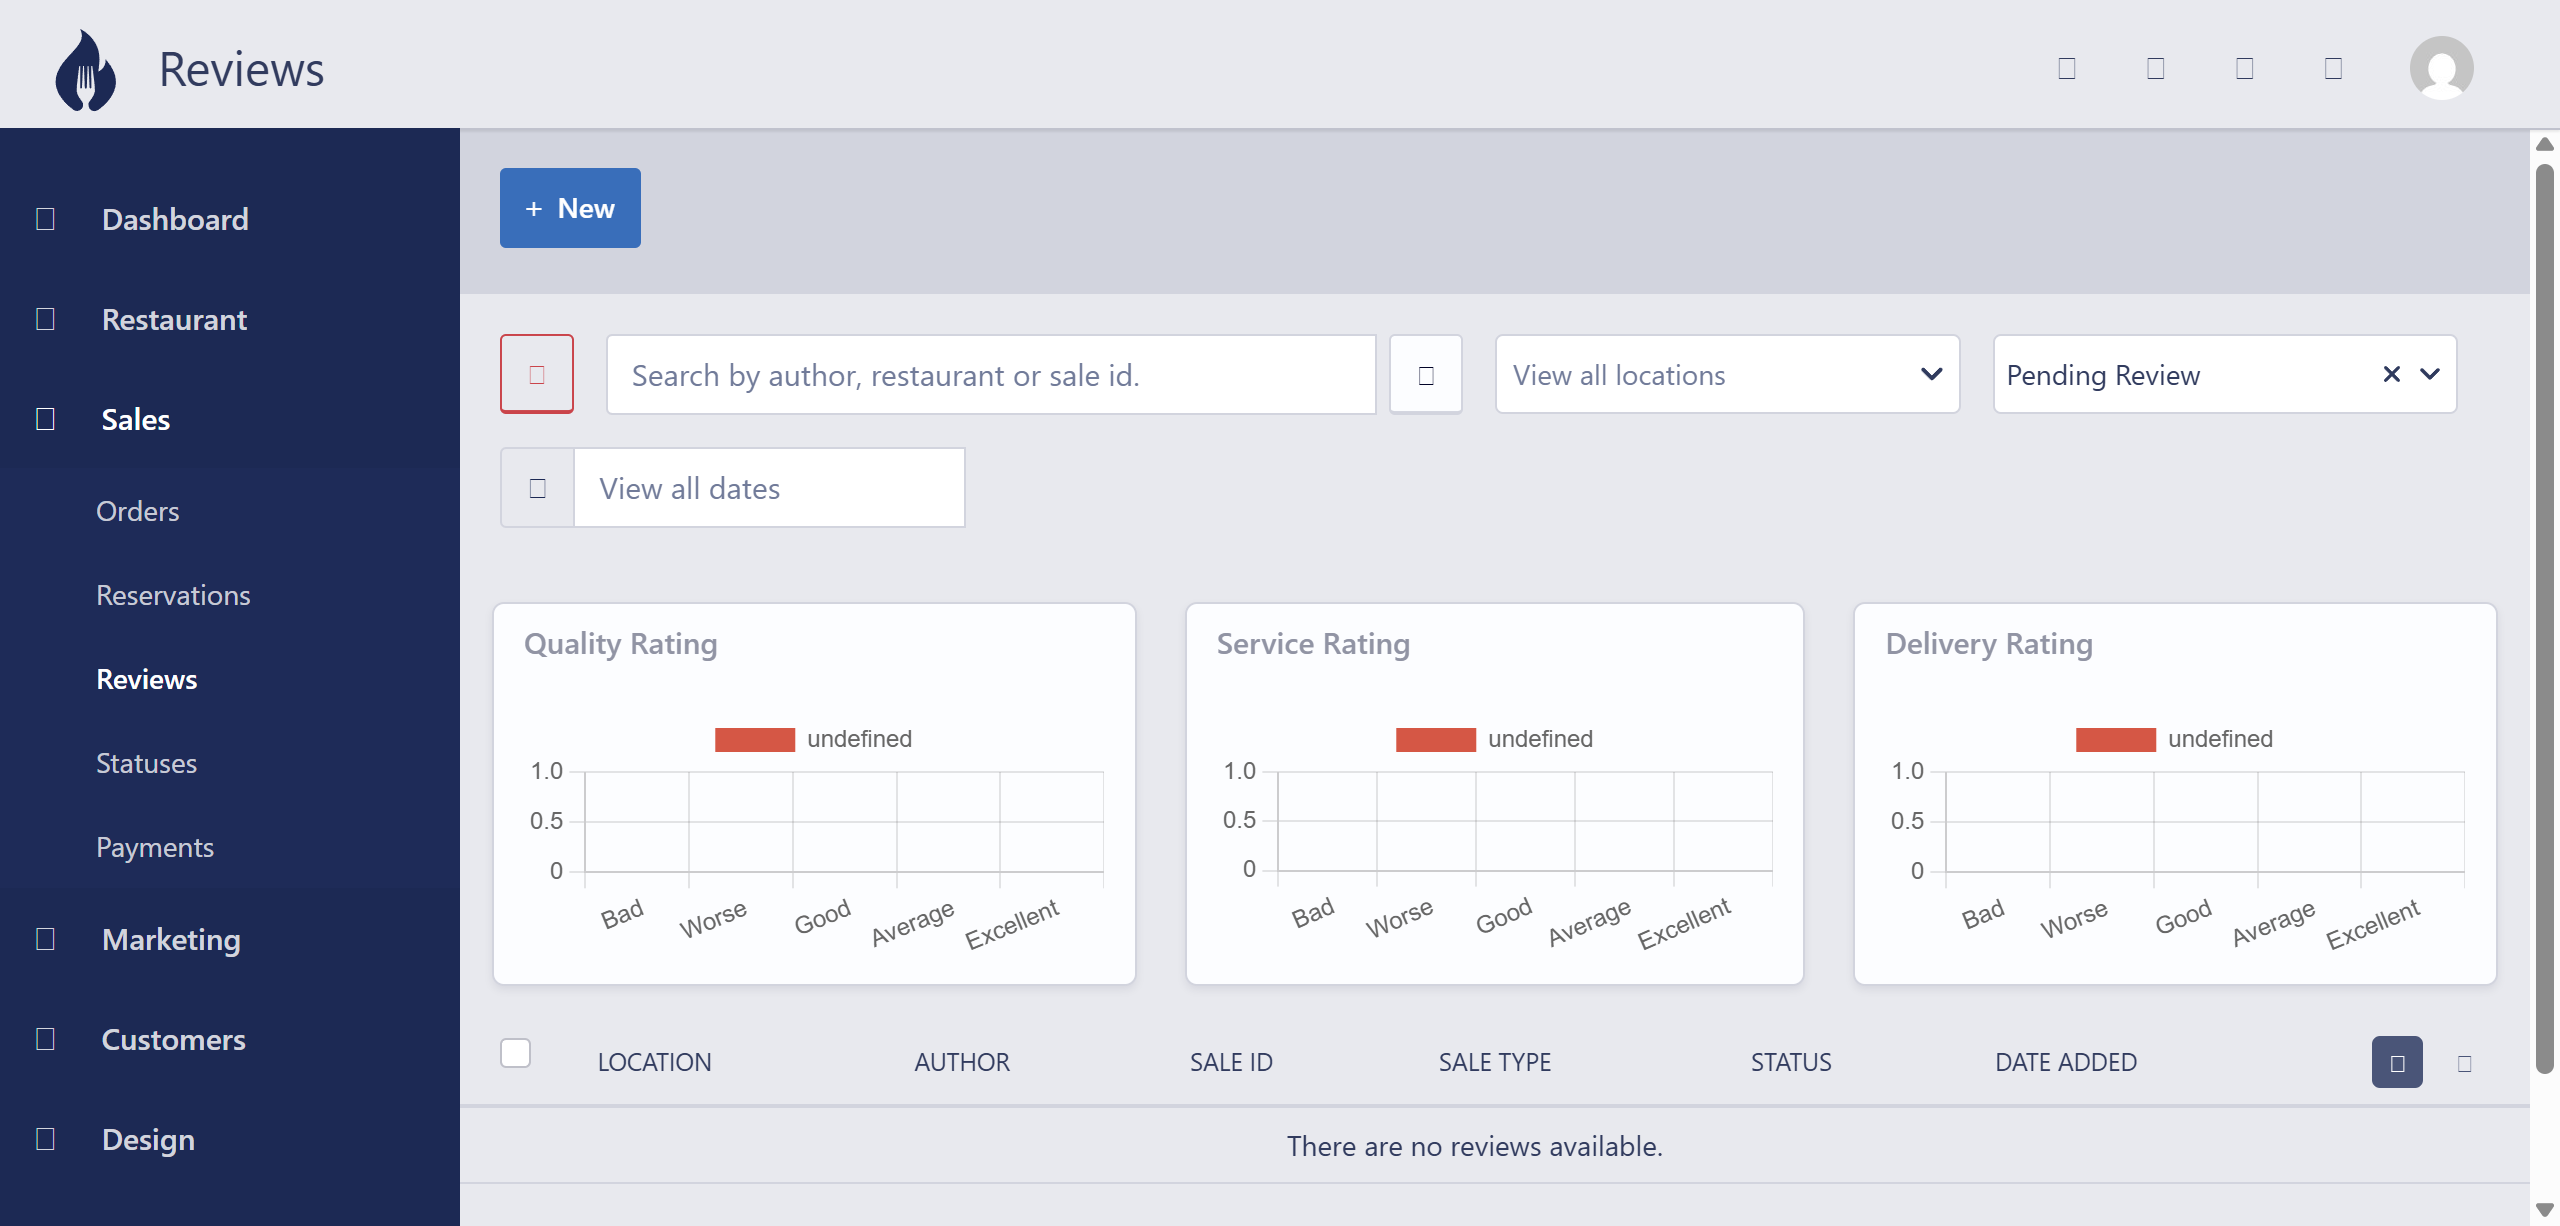 Reviews
Dashboard
Restaurant
Sales
Orders
Reservations
Reviews
Statuses
Payments
Marketing
Customers
Design
+ New
Search by author, restaurant or sale id.
View all locations
Pending Review
View all dates
Quality Rating
undefined
1.0
0.5
0
Bad Worse Good Average Excellent
Service Rating
undefined
1.0
0.5
0
Bad Worse Good Average Excellent
Delivery Rating
undefined
1.0
0.5
0
Bad Worse Good Average Excellent
LOCATION AUTHOR SALE ID SALE TYPE STATUS DATE ADDED
There are no reviews available.